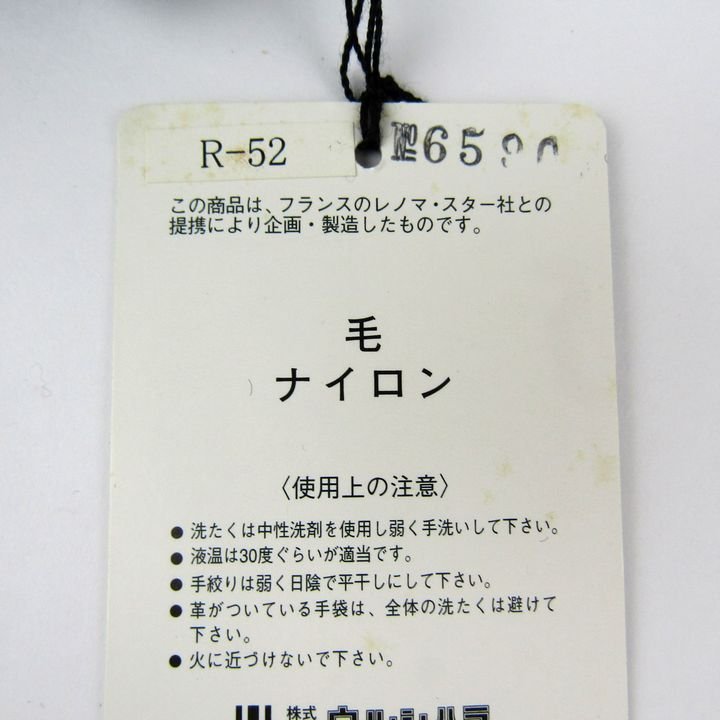 R-52
№65
この商品は、フランスのレノマ・スター社との
提携により企画・製造したものです。
毛
ナイロン
〈使用上の注意〉
● 洗たくは中性洗剤を使用し弱く手洗いして下さい。
● 液温は30度ぐらいが適当です。
● 手絞りは弱く日陰で平干しにして下さい。
● 革がついている手袋は、全体の洗たくは避けて
下さい。
● 火に近づけないで下さい。
株式